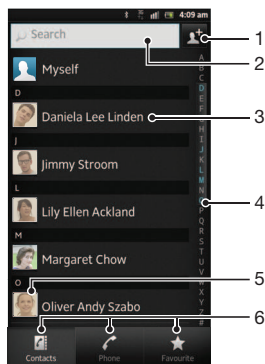 4:09 am
Search
1
2
Myself
D
Daniela Lee Linden
3
J
Jimmy Stroom
L
Lily Ellen Ackland
4
M
Margaret Chow
O
Oliver Andy Szabo
5
A
B
C
D
E
F
G
H
I
J
K
L
M
N
O
P
Q
R
S
T
U
V
W
X
Y
Z
#
6
Contacts
Phone
Favourite